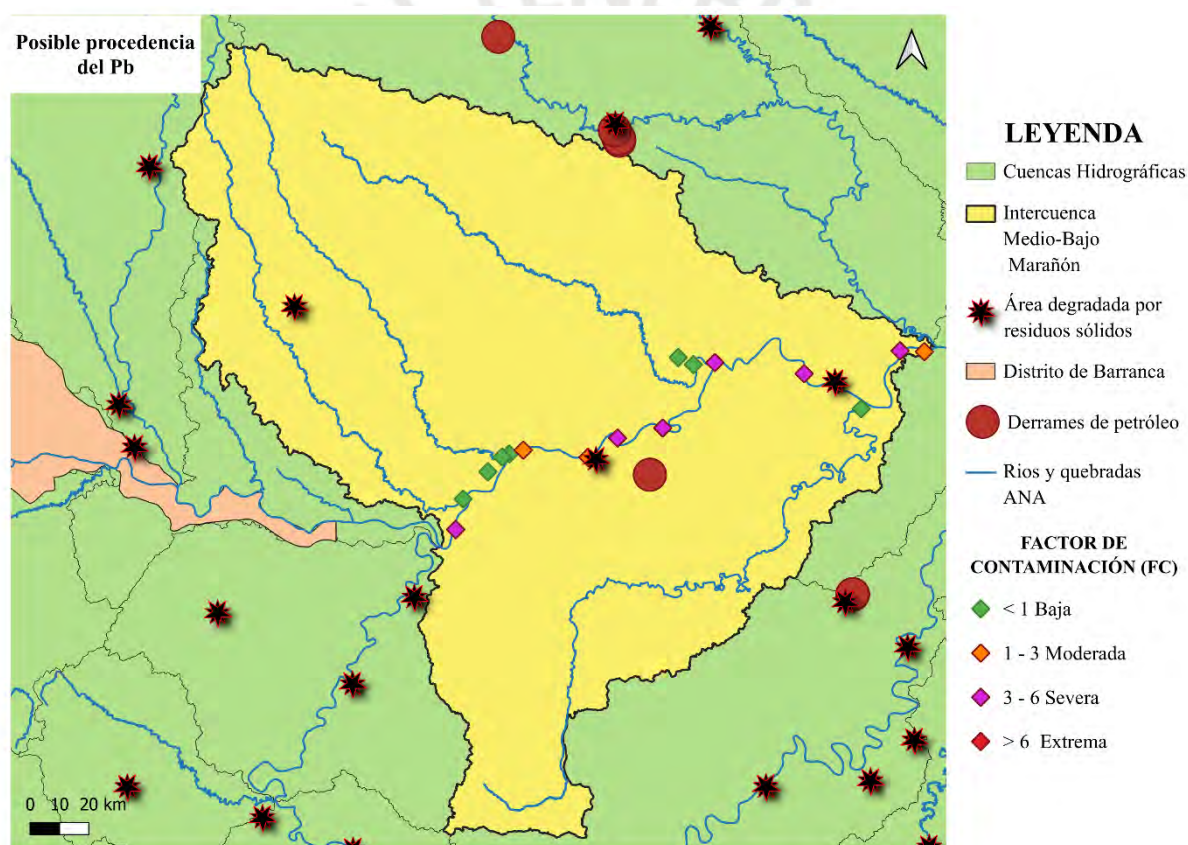 Posible procedencia
del Pb
LEYENDA
Cuencas Hidrográficas
Intercuenca
Medio-Bajo
Marañón
Área degradada por
residuos sólidos
Distrito de Barranca
Derrames de petróleo
Rios y quebradas
ANA
FACTOR DE
CONTAMINACIÓN (FC)
< 1 Baja
1 - 3 Moderada
3 - 6 Severa
> 6 Extrema
0 10 20 km